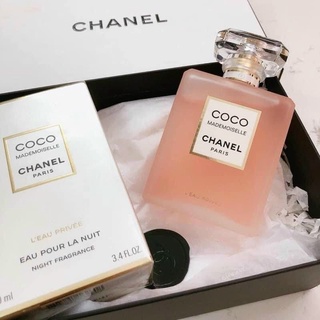 CHANEL
COCO
MADEMOISELLE
CHANEL
PARIS
L'EAU PRIVÉE
EAU POUR LA NUIT
NIGHT FRAGRANCE
3.4 FL. OZ.
COCO
MADEMOISELLE
CHANEL
PARIS